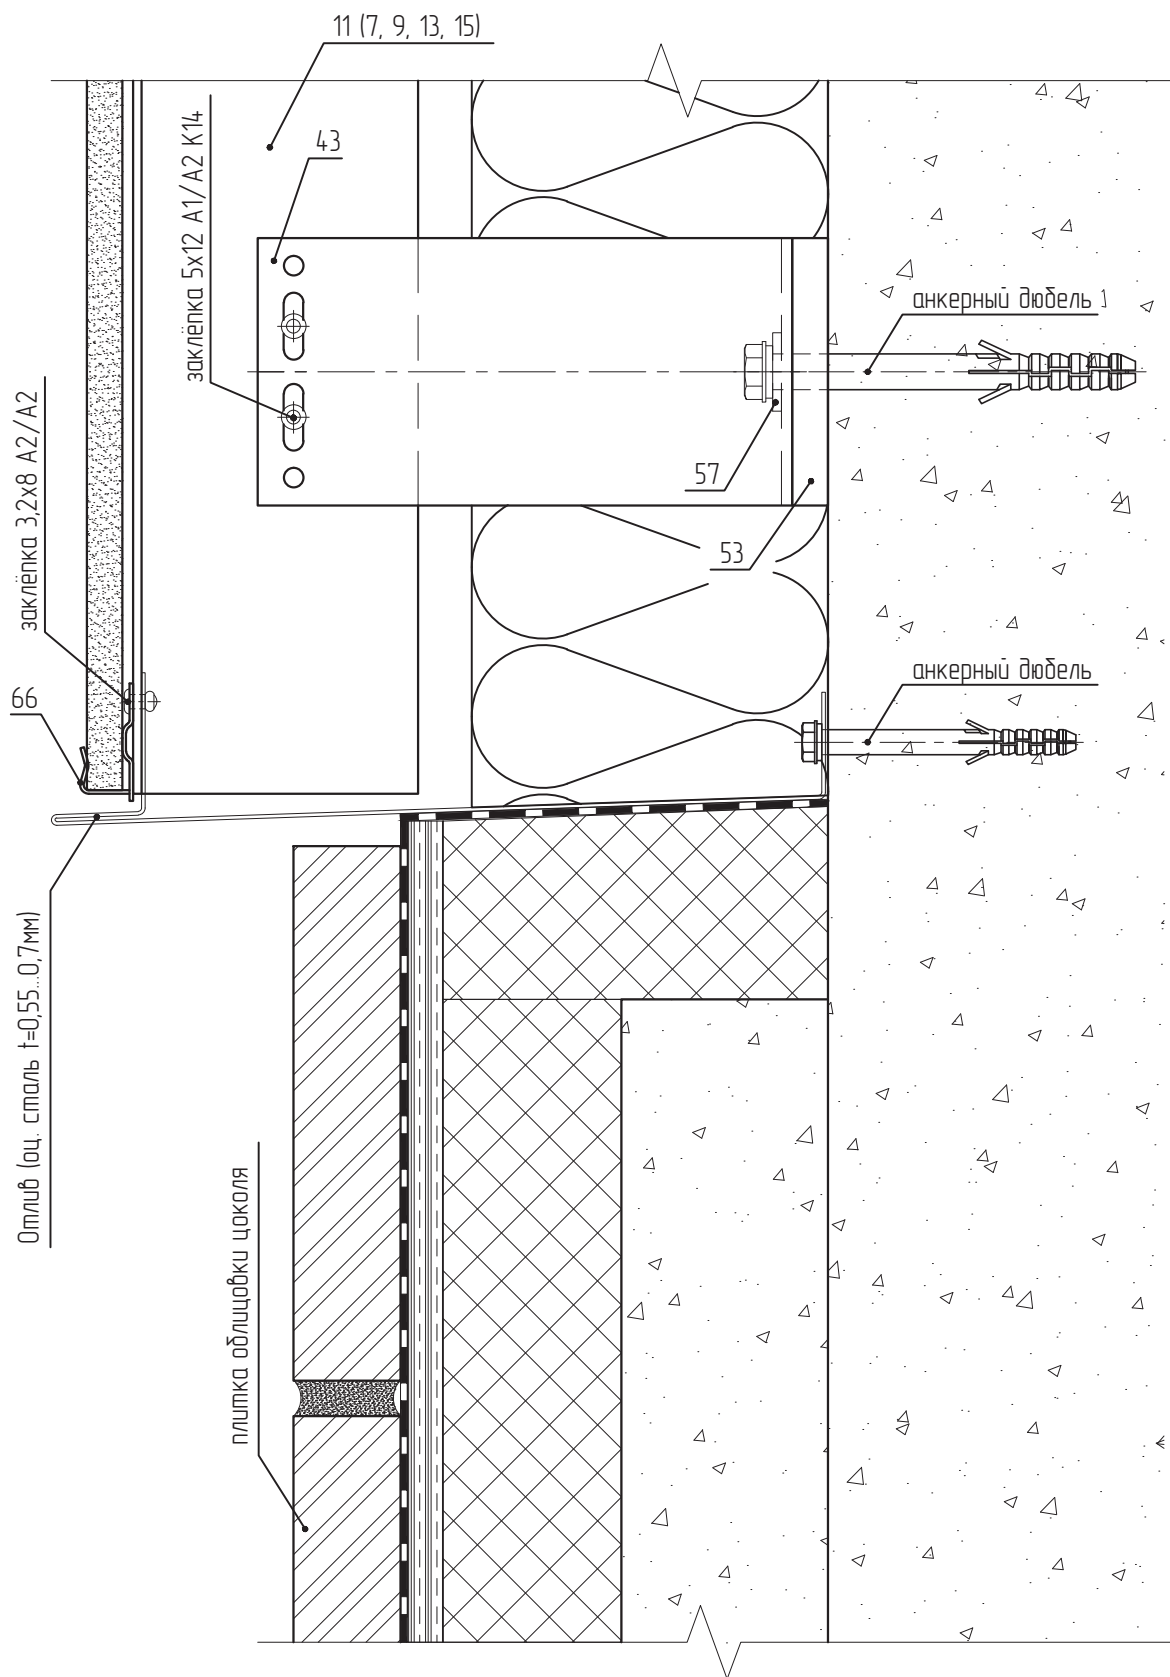 11 (7, 9, 13, 15)
43
заклёпка 5х12 А1/А2 К14
анкерный дюбель
заклёпка 3,2х8 А2/А2
57
53
66
анкерный дюбель
Отлив (оц. сталь t=0,55...0,7мм)
плитка облицовки цоколя